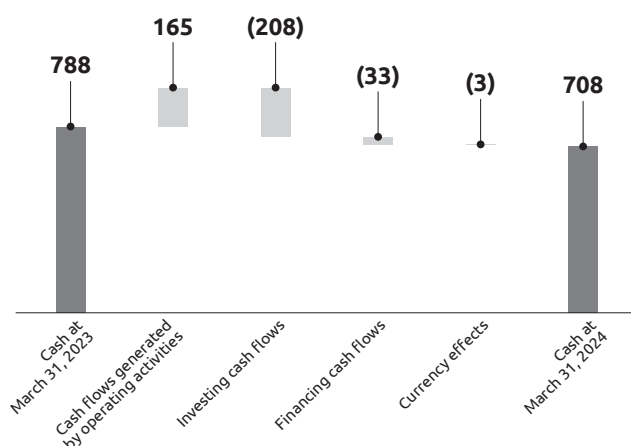 788
165
(208)
(33)
(3)
708
Cash at
March 31, 2023
Cash flows generated
by operating activities
Investing cash flows
Financing cash flows
Currency effects
Cash at
March 31, 2024